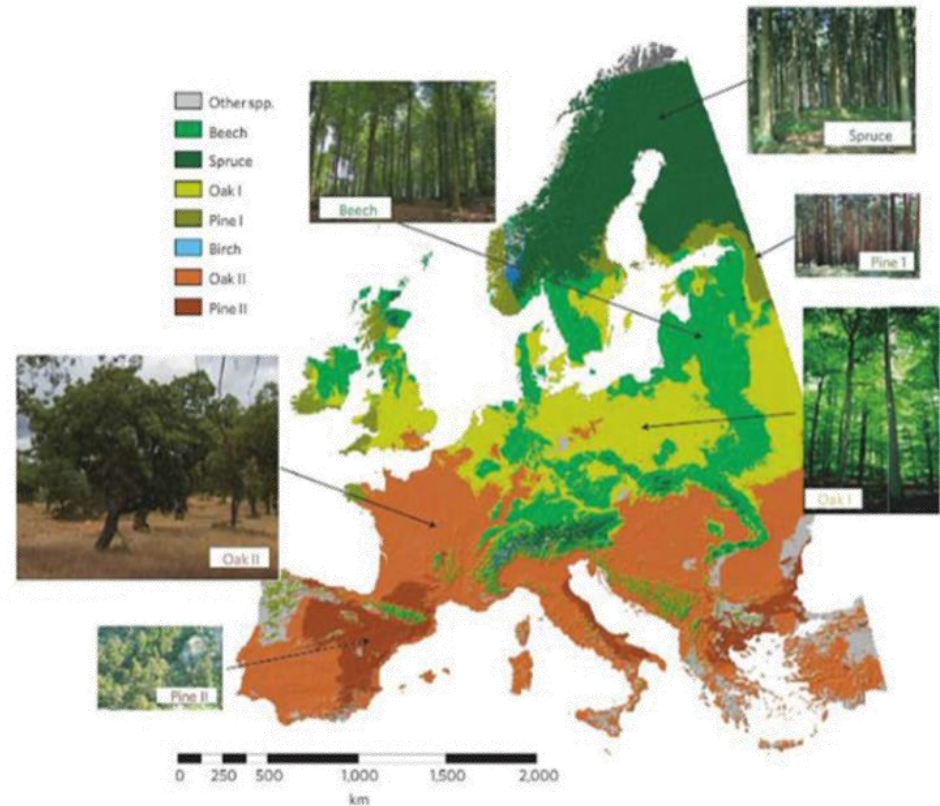 Other spp.
Beech
Spruce
Oak I
Pine I
Birch
Oak II
Pine II
Beech
Spruce
Pine 1
Oak I
Oak II
Pine II
0 250 500 1,000 1,500 2,000
km